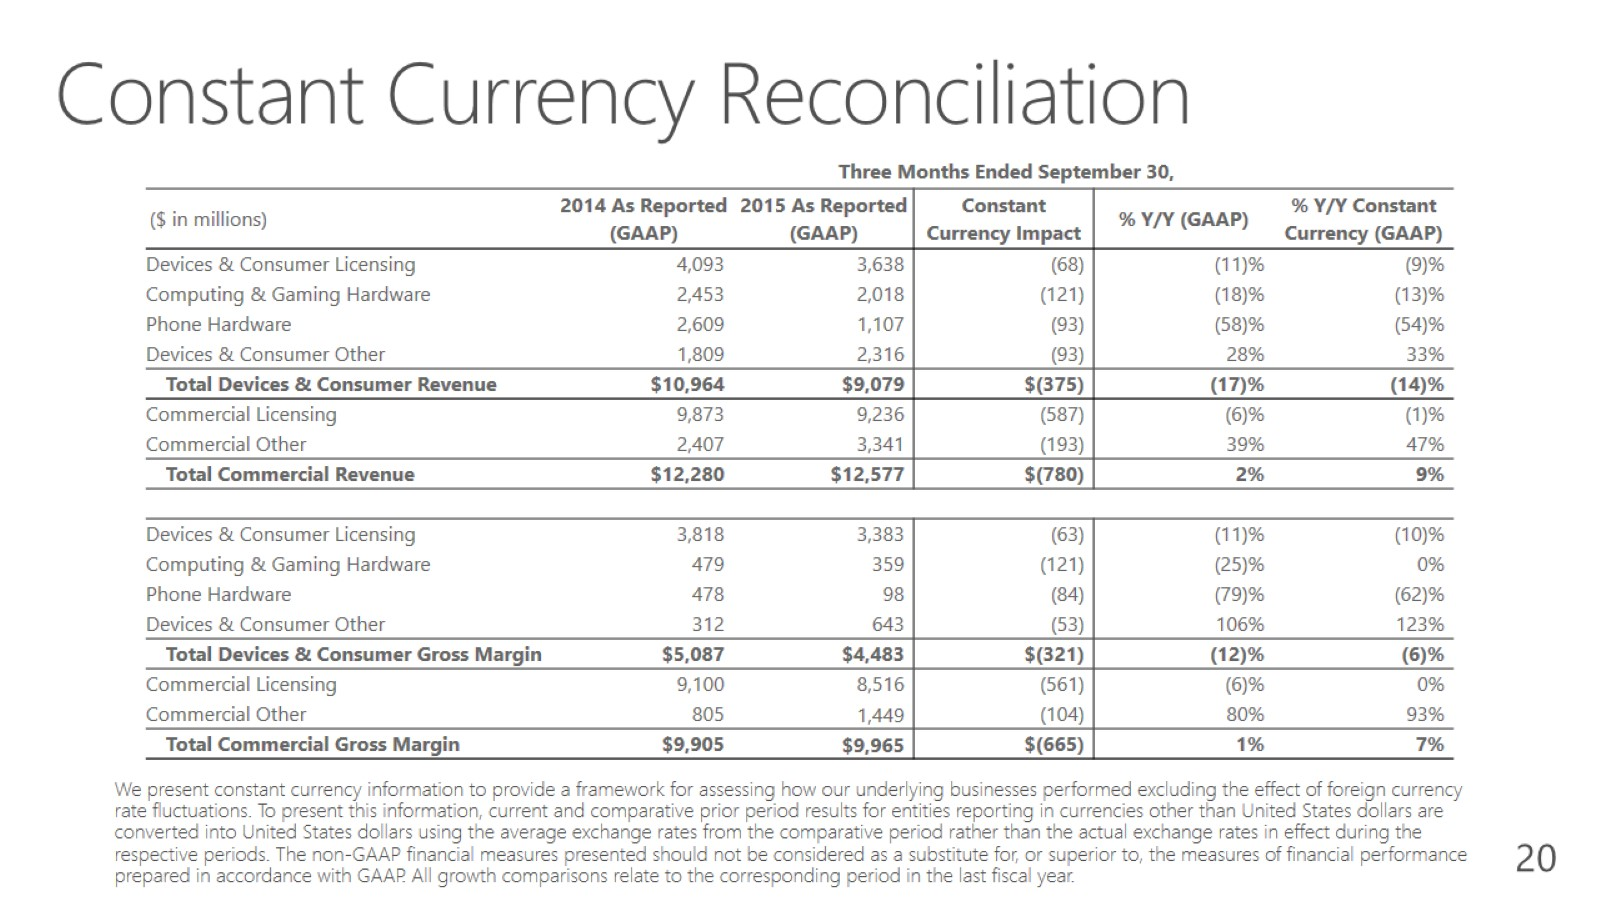 Constant Currency Reconciliation
Three Months Ended September 30,
($ in millions) 2014 As Reported (GAAP) 2015 As Reported (GAAP) Constant Currency Impact % Y/Y (GAAP) % Y/Y Constant Currency (GAAP)
Devices & Consumer Licensing 4,093 3,638 (68) (11)% (9)%
Computing & Gaming Hardware 2,453 2,018 (121) (18)% (13)%
Phone Hardware 2,609 1,107 (93) (58)% (54)%
Devices & Consumer Other 1,809 2,316 (93) 28% 33%
Total Devices & Consumer Revenue $10,964 $9,079 $(375) (17)% (14)%
Commercial Licensing 9,873 9,236 (587) (6)% (1)%
Commercial Other 2,407 3,341 (193) 39% 47%
Total Commercial Revenue $12,280 $12,577 $(780) 2% 9%
Devices & Consumer Licensing 3,818 3,383 (63) (11)% (10)%
Computing & Gaming Hardware 479 359 (121) (25)% 0%
Phone Hardware 478 98 (84) (79)% (62)%
Devices & Consumer Other 312 643 (53) 106% 123%
Total Devices & Consumer Gross Margin $5,087 $4,483 $(321) (12)% (6)%
Commercial Licensing 9,100 8,516 (561) (6)% 0%
Commercial Other 805 1,449 (104) 80% 93%
Total Commercial Gross Margin $9,905 $9,965 $(665) 1% 7%
We present constant currency information to provide a framework for assessing how our underlying businesses performed excluding the effect of foreign currency
rate fluctuations. To present this information, current and comparative prior period results for entities reporting in currencies other than United States dollars are
converted into United States dollars using the average exchange rates from the comparative period rather than the actual exchange rates in effect during the
respective periods. The non-GAAP financial measures presented should not be considered as a substitute for, or superior to, the measures of financial performance
prepared in accordance with GAAP. All growth comparisons relate to the corresponding period in the last fiscal year.
20